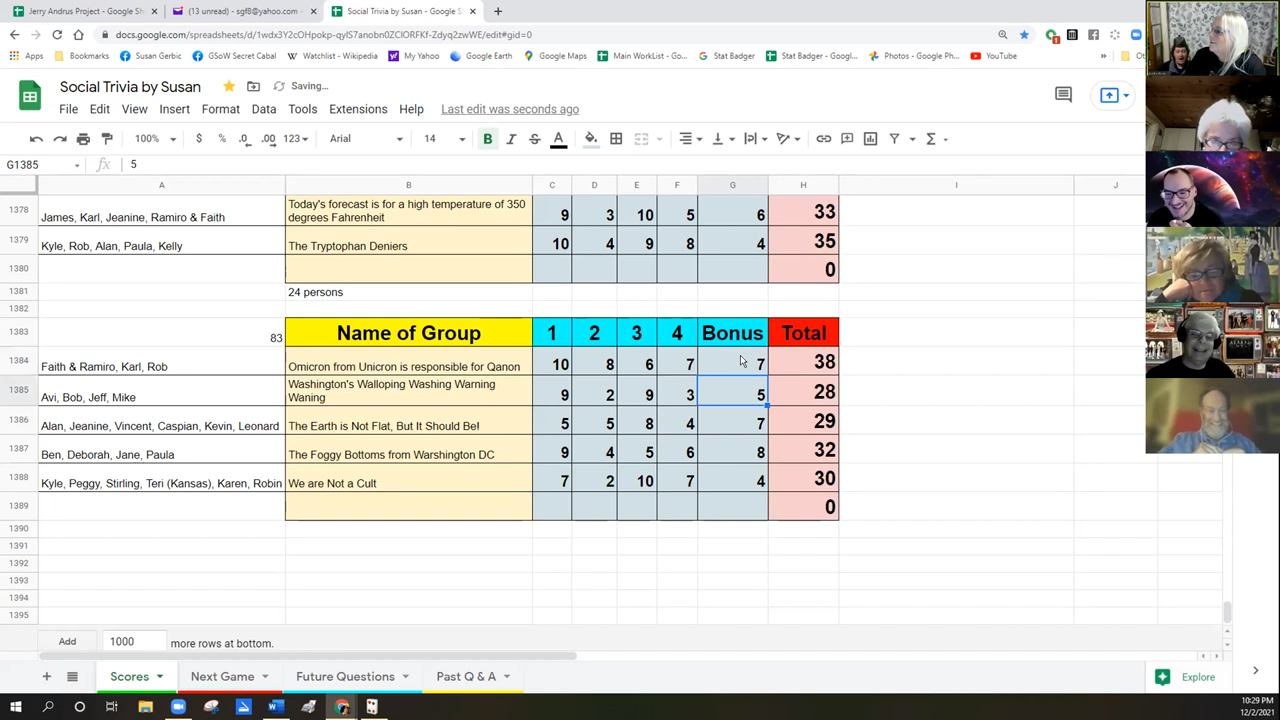 Jerry Andrus Project - Google Sh
(13 unread) - sgf8@yahoo.com -
Social Trivia by Susan - Google S
docs.google.com/spreadsheets/d/
edit#gid=0
Apps
Bookmarks
Susan Gerbic
GSoW Secret Cabal
Watchlist - Wikipedia
My Yahoo!
Google Earth
Google Maps
Main WorkList - Go...
Stat Badger
Stat Badger - Googl...
Photos - Google Pho...
YouTube
Social Trivia by Susan
Saving...
File Edit View Insert Format Data Tools Extensions Help Last edit was seconds ago
100% $ % .0 .00 123 Arial 14 B I S A
G1385 fx 5
A B C D E F G H I J
1378 James, Karl, Jeanine, Ramiro & Faith Today's forecast is for a high temperature of 350 degrees Fahrenheit 9 3 10 5 6 33
1379 Kyle, Rob, Alan, Paula, Kelly The Tryptophan Deniers 10 4 9 8 4 35
1380 0
1381 24 persons
1382
1383 83 Name of Group 1 2 3 4 Bonus Total
1384 Faith & Ramiro, Karl, Rob Omicron from Unicron is responsible for Qanon 10 8 6 7 7 38
1385 Avi, Bob, Jeff, Mike Washington's Walloping Washing Warning Waning 9 2 9 3 5 28
1386 Alan, Jeanine, Vincent, Caspian, Kevin, Leonard The Earth is Not Flat, But It Should Be! 5 5 8 4 7 29
1387 Ben, Deborah, Jane, Paula The Foggy Bottoms from Warshington DC 9 4 5 6 8 32
1388 Kyle, Peggy, Stirling, Teri (Kansas), Karen, Robin We are Not a Cult 7 2 10 7 4 30
1389 0
1390
1391
1392
1393
1394
1395
Add 1000 more rows at bottom.
Scores Next Game Future Questions Past Q & A Explore
10:29 PM
12/2/2021